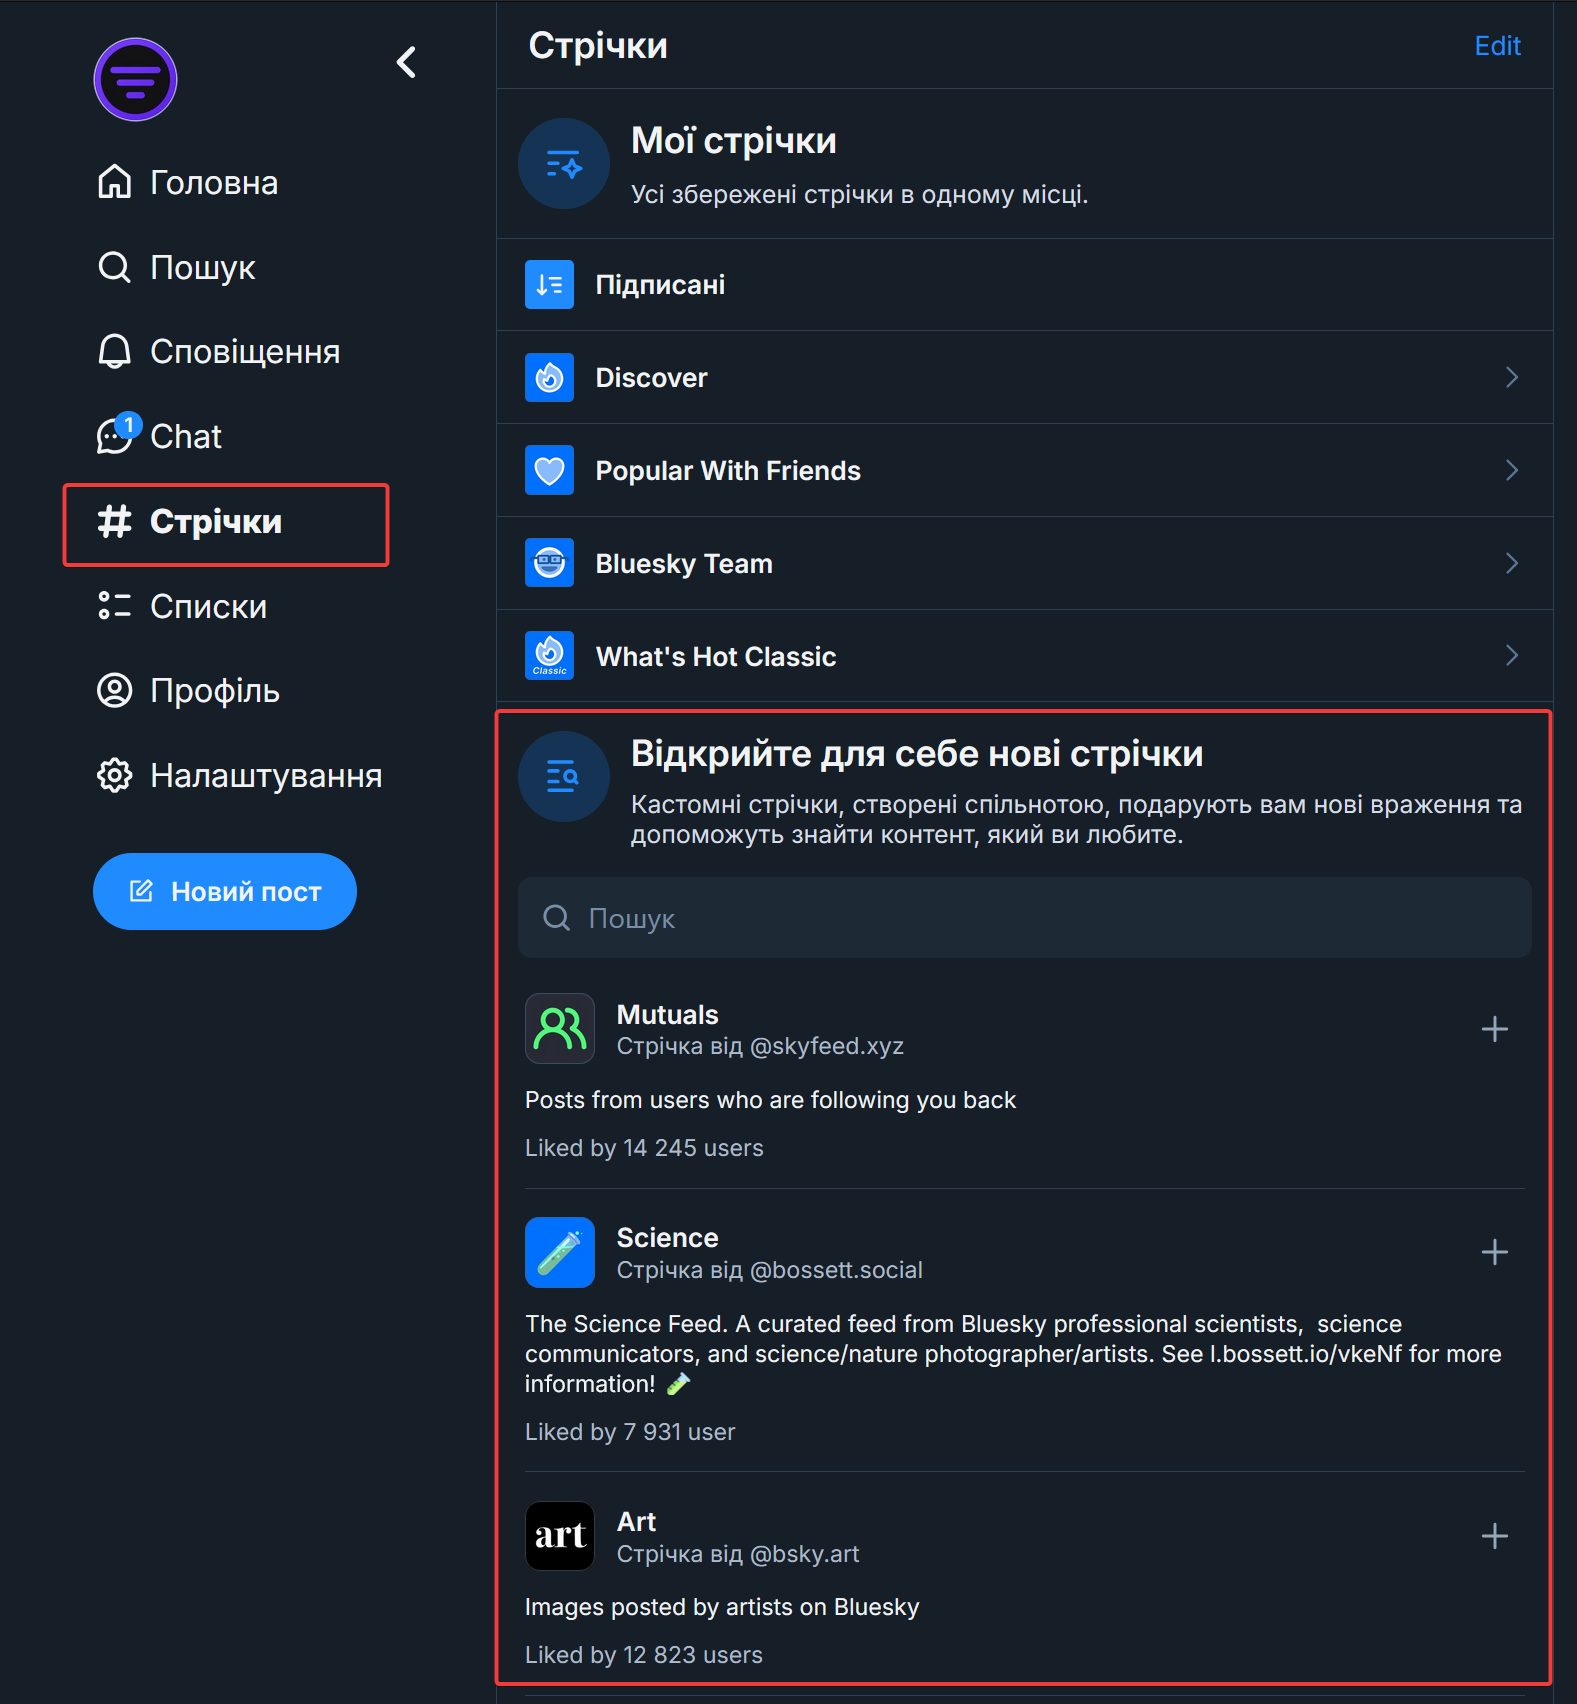 Головна
Пошук
Сповіщення
1
Chat
Стрічки
Списки
Профіль
Налаштування
Новий пост
Стрічки
Edit
Мої стрічки
Усі збережені стрічки в одному місці.
Підписані
Discover
Popular With Friends
Bluesky Team
Classic
What's Hot Classic
Відкрийте для себе нові стрічки
Кастомні стрічки, створені спільнотою, подарують вам нові враження та
допоможуть знайти контент, який ви любите.
Пошук
Mutuals
Стрічка від @skyfeed.xyz
Posts from users who are following you back
Liked by 14 245 users
Science
Стрічка від @bossett.social
The Science Feed. A curated feed from Bluesky professional scientists,  science
communicators, and science/nature photographer/artists. See l.bossett.io/vkeNf for more
information! 🧪
Liked by 7 931 user
art
Art
Стрічка від @bsky.art
Images posted by artists on Bluesky
Liked by 12 823 users